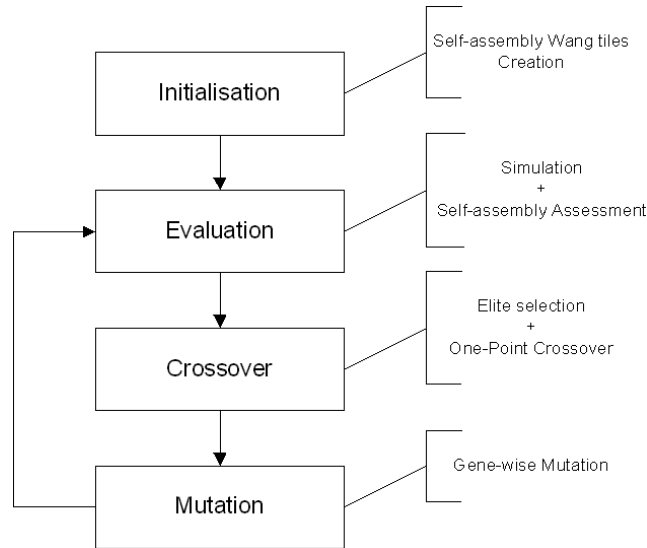 Self-assembly Wang tiles
Creation
Initialisation
Simulation
+
Self-assembly Assessment
Evaluation
Elite selection
+
One-Point Crossover
Crossover
Gene-wise Mutation
Mutation